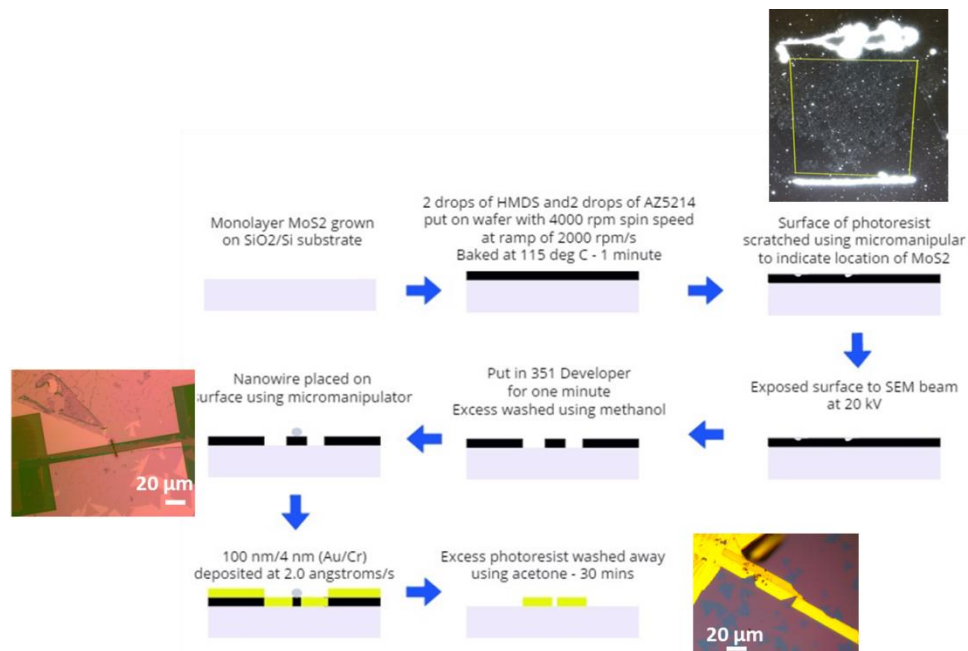 Monolayer MoS2 grown
on SiO2/Si substrate
2 drops of HMDS and2 drops of AZ5214
put on wafer with 4000 rpm spin speed
at ramp of 2000 rpm/s
Baked at 115 deg C - 1 minute
Surface of photoresist
scratched using micromanipular
to indicate location of MoS2
Exposed surface to SEM beam
at 20 kV
Put in 351 Developer
for one minute
Excess washed using methanol
Nanowire placed on
surface using micromanipulator
20 µm
100 nm/4 nm (Au/Cr)
deposited at 2.0 angstroms/s
Excess photoresist washed away
using acetone - 30 mins
20 µm